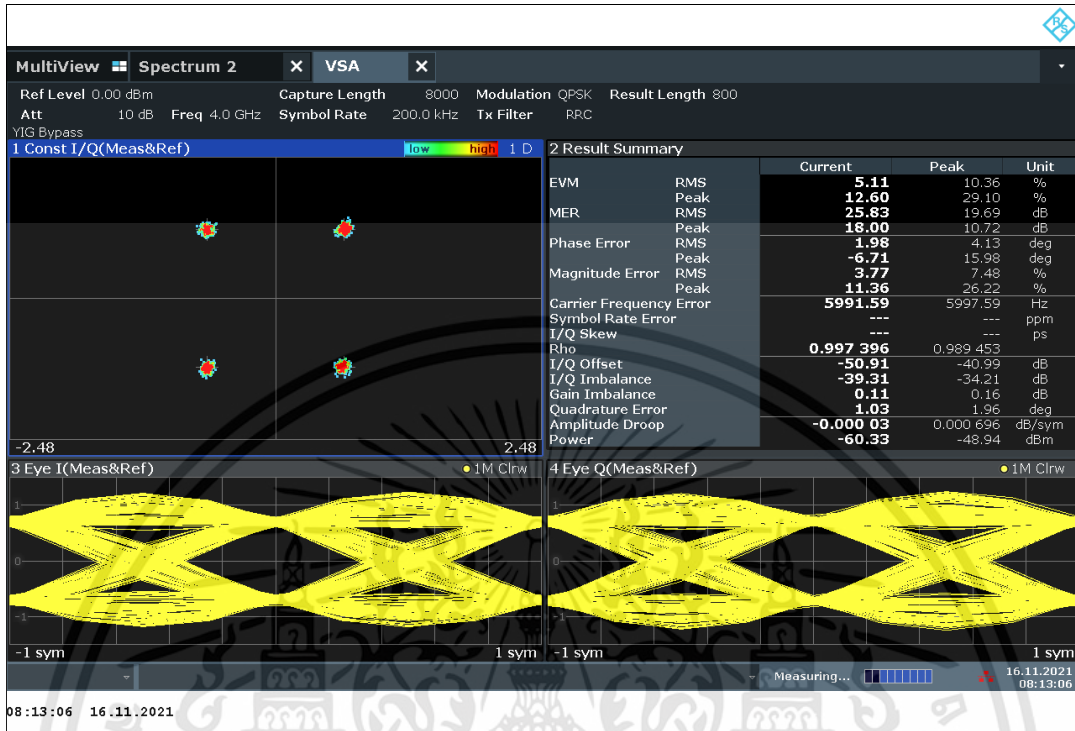 R&S
MultiView Spectrum 2 X VSA X
Ref Level 0.00 dBm Capture Length 8000 Modulation QPSK Result Length 800
Att 10 dB Freq 4.0 GHz Symbol Rate 200.0 kHz Tx Filter RRC
YIG Bypass
1 Const I/Q(Meas&Ref) low high 1 D
-2.48 2.48
2 Result Summary
Current Peak Unit
EVM RMS 5.11 10.36 %
Peak 12.60 29.10 %
MER RMS 25.83 19.69 dB
Peak 18.00 10.72 dB
Phase Error RMS 1.98 4.13 deg
Peak -6.71 15.98 deg
Magnitude Error RMS 3.77 7.48 %
Peak 11.36 26.22 %
Carrier Frequency Error 5991.59 5997.59 Hz
Symbol Rate Error --- --- ppm
I/Q Skew --- --- ps
Rho 0.997 396 0.989 453
I/Q Offset -50.91 -40.99 dB
I/Q Imbalance -39.31 -34.21 dB
Gain Imbalance 0.11 0.16 dB
Quadrature Error 1.03 1.96 deg
Amplitude Droop -0.000 03 0.000 696 dB/sym
Power -60.33 -48.94 dBm
3 Eye I(Meas&Ref) 1M Clrw
1
0
-1
-1 sym 1 sym
4 Eye Q(Meas&Ref) 1M Clrw
1
0
-1
-1 sym 1 sym
Measuring... 16.11.2021
08:13:06
08:13:06 16.11.2021